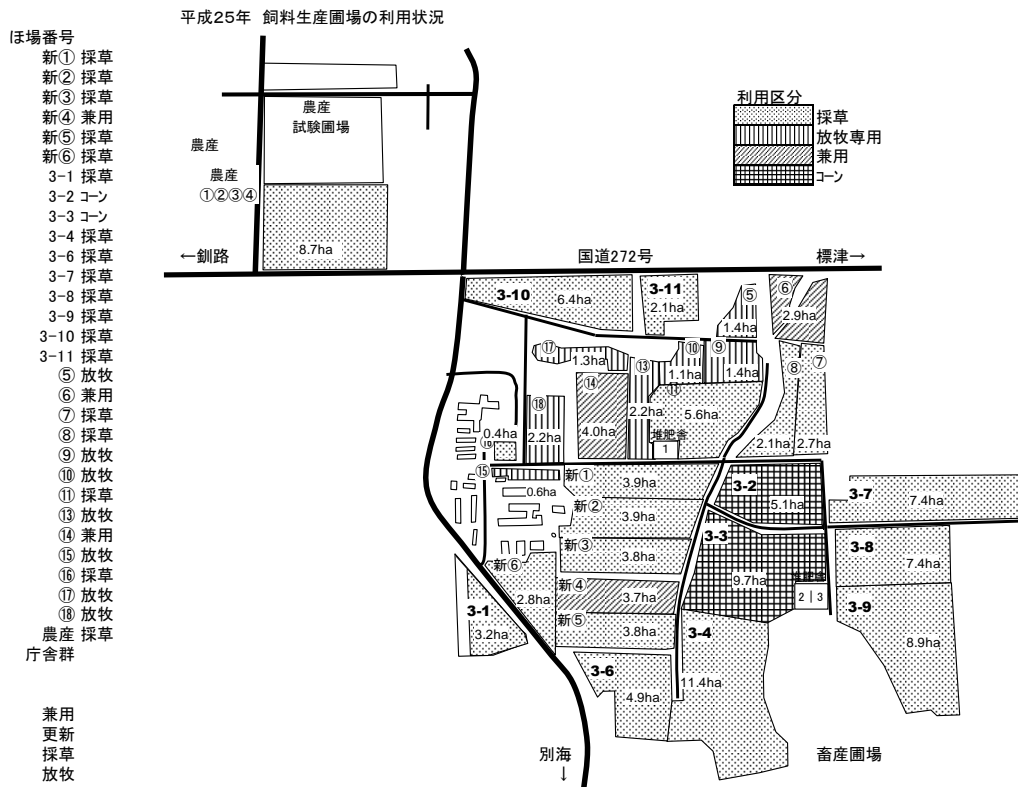 平成25年 飼料生産圃場の利用状況
ほ場番号
新① 採草
新② 採草
新③ 採草
新④ 兼用
新⑤ 採草
新⑥ 採草
3-1 採草
3-2 コーン
3-3 コーン
3-4 採草
3-6 採草
3-7 採草
3-8 採草
3-9 採草
3-10 採草
3-11 採草
⑤ 放牧
⑥ 兼用
⑦ 採草
⑧ 採草
⑨ 放牧
⑩ 放牧
⑪ 採草
⑬ 放牧
⑭ 兼用
⑮ 放牧
⑯ 採草
⑰ 放牧
⑱ 放牧
農産 採草
庁舎群
兼用
更新
採草
放牧
農産
試験圃場
農産
農産
①②③④
8.7ha
利用区分
採草
放牧専用
兼用
コーン
←釧路
国道272号
標津→
3-10
6.4ha
3-11
2.1ha
⑤
1.4ha
⑥
2.9ha
⑰
1.3ha
⑬
2.2ha
⑩
1.1ha
⑨
1.4ha
⑧
2.1ha
⑦
2.7ha
⑭
4.0ha
⑪
5.6ha
堆肥舎
1
⑱
2.2ha
0.4ha
⑯
⑮
0.6ha
新①
3.9ha
新②
3.9ha
新③
3.8ha
新④
3.7ha
新⑤
3.8ha
新⑥
2.8ha
3-1
3.2ha
3-2
5.1ha
3-3
9.7ha
堆肥舎
2 | 3
3-7
7.4ha
3-8
7.4ha
3-9
8.9ha
3-4
11.4ha
3-6
4.9ha
別海
↓
畜産圃場